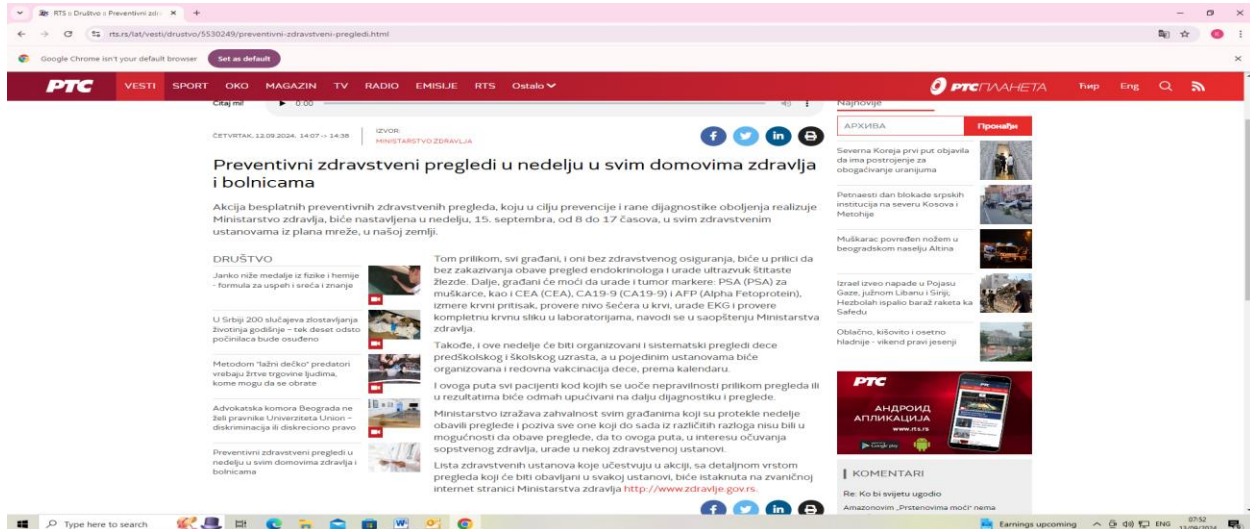 RTS :: Društvo :: Preventivni zdr
rts.rs/lat/vesti/drustvo/5530249/preventivni-zdravstveni-pregledi.html
Google Chrome isn't your default browser
Set as default
РТС
VESTI SPORT OKO MAGAZIN TV RADIO EMISIJE RTS Ostalo
РТС ПЛАНЕТА
Ћир Eng
Čitaj mi!
0:00
ČETVRTAK, 12.09.2024, 14:07 -> 14:38
IZVOR:
MINISTARSTVO ZDRAVLJA
Preventivni zdravstveni pregledi u nedelju u svim domovima zdravlja
i bolnicama
Akcija besplatnih preventivnih zdravstvenih pregleda, koju u cilju prevencije i rane dijagnostike oboljenja realizuje
Ministarstvo zdravlja, biće nastavljena u nedelju, 15. septembra, od 8 do 17 časova, u svim zdravstvenim
ustanovama iz plana mreže, u našoj zemlji.
DRUŠTVO
Janko niže medalje iz fizike i hemije
- formula za uspeh i sreća i znanje
U Srbiji 200 slučajeva zlostavljanja
životinja godišnje – tek deset odsto
počinilaca bude osuđeno
Metodom "lažni dečko" predatori
vrebaju žrtve trgovine ljudima,
kome mogu da se obrate
Advokatska komora Beograda ne
želi pravnike Univerziteta Union –
diskriminacija ili diskreciono pravo
Preventivni zdravstveni pregledi u
nedelju u svim domovima zdravlja i
bolnicama
Tom prilikom, svi građani, i oni bez zdravstvenog osiguranja, biće u prilici da
bez zakazivanja obave pregled endokrinologa i urade ultrazvuk štitaste
žlezde. Dalje, građani će moći da urade i tumor markere: PSA (PSA) za
muškarce, kao i CEA (CEA), CA19-9 (CA19-9) i AFP (Alpha Fetoprotein),
izmere krvni pritisak, provere nivo šećera u krvi, urade EKG i provere
kompletnu krvnu sliku u laboratorijama, navodi se u saopštenju Ministarstva
zdravlja.
Takođe, i ove nedelje će biti organizovani i sistematski pregledi dece
predškolskog i školskog uzrasta, a u pojedinim ustanovama biće
organizovana i redovna vakcinacija dece, prema kalendaru.
I ovoga puta svi pacijenti kod kojih se uoče nepravilnosti prilikom pregleda ili
u rezultatima biće odmah upućivani na dalju dijagnostiku i preglede.
Ministarstvo izražava zahvalnost svim građanima koji su protekle nedelje
obavili preglede i poziva sve one koji do sada iz različitih razloga nisu bili u
mogućnosti da obave preglede, da to ovoga puta, u interesu očuvanja
sopstvenog zdravlja, urade u nekoj zdravstvenoj ustanovi.
Lista zdravstvenih ustanova koje učestvuju u akciji, sa detaljnom vrstom
pregleda koji će biti obavljani u svakoj ustanovi, biće istaknuta na zvaničnoj
internet stranici Ministarstva zdravlja http://www.zdravlje.gov.rs.
Najnovije
АРХИВА
Пронађи
Severna Koreja prvi put objavila
da ima postrojenje za
obogaćivanje uranijuma
Petnaesti dan blokade srpskih
institucija na severu Kosova i
Metohije
Muškarac povređen nožem u
beogradskom naselju Altina
Izrael izveo napade u Pojasu
Gaze, južnom Libanu i Siriji;
Hezbolah ispalio baraž raketa ka
Safedu
Oblačno, kišovito i osetno
hladnije - vikend pravi jesenji
РТС
АНДРОИД
АПЛИКАЦИЈА
www.rts.rs
Google play
KOMENTARI
Re: Ko bi svijetu ugodio
Amazonovim „Prstenovima moći“ nema
Type here to search
Earnings upcoming
ENG
07:52
13/09/2024